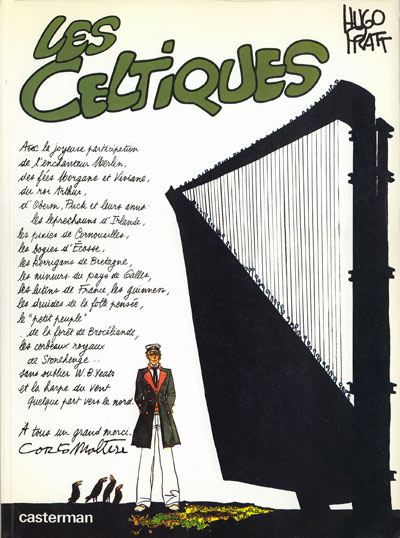 LES
CELTIQUES
HUGO
PRATT
Avec la joyeuse participation
de l'enchanteur Merlin,
des fées Morgane et Viviane,
du roi Arthur,
d'Oberon, Puck et leurs amis:
les leprechauns d'Irlande,
les pixies de Cornouailles,
les bogies d'Écosse,
les Korrigans de Bretagne,
les mineurs du pays de Galles,
les lutins de France, les guinners,
les druides de la folle pensée,
le "petit peuple"
de la forêt de Brocéliande,
les corbeaux royaux
de Stonehenge ...
sans oublier W.B. Yeats
et la harpe du vent
quelque part vers le nord.
A tous un grand merci.
Corto Maltese
casterman